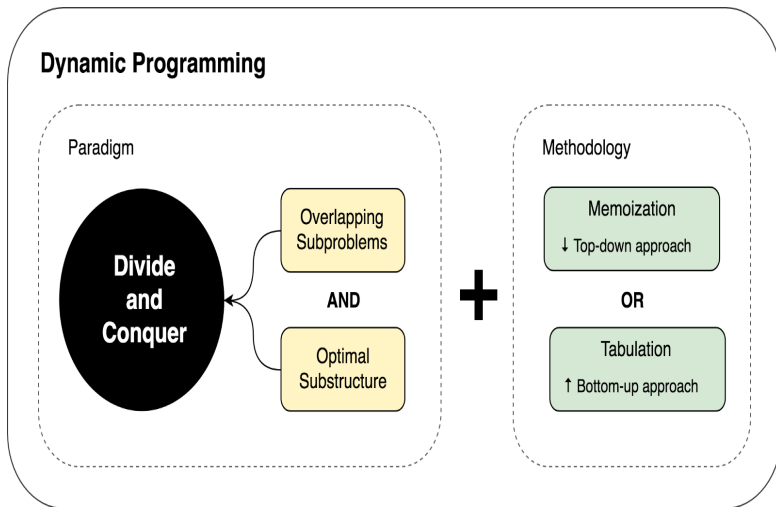 Dynamic Programming
Paradigm
Divide
and
Conquer
Overlapping
Subproblems
AND
Optimal
Substructure
+
Methodology
Memoization
↓ Top-down approach
OR
Tabulation
↑ Bottom-up approach